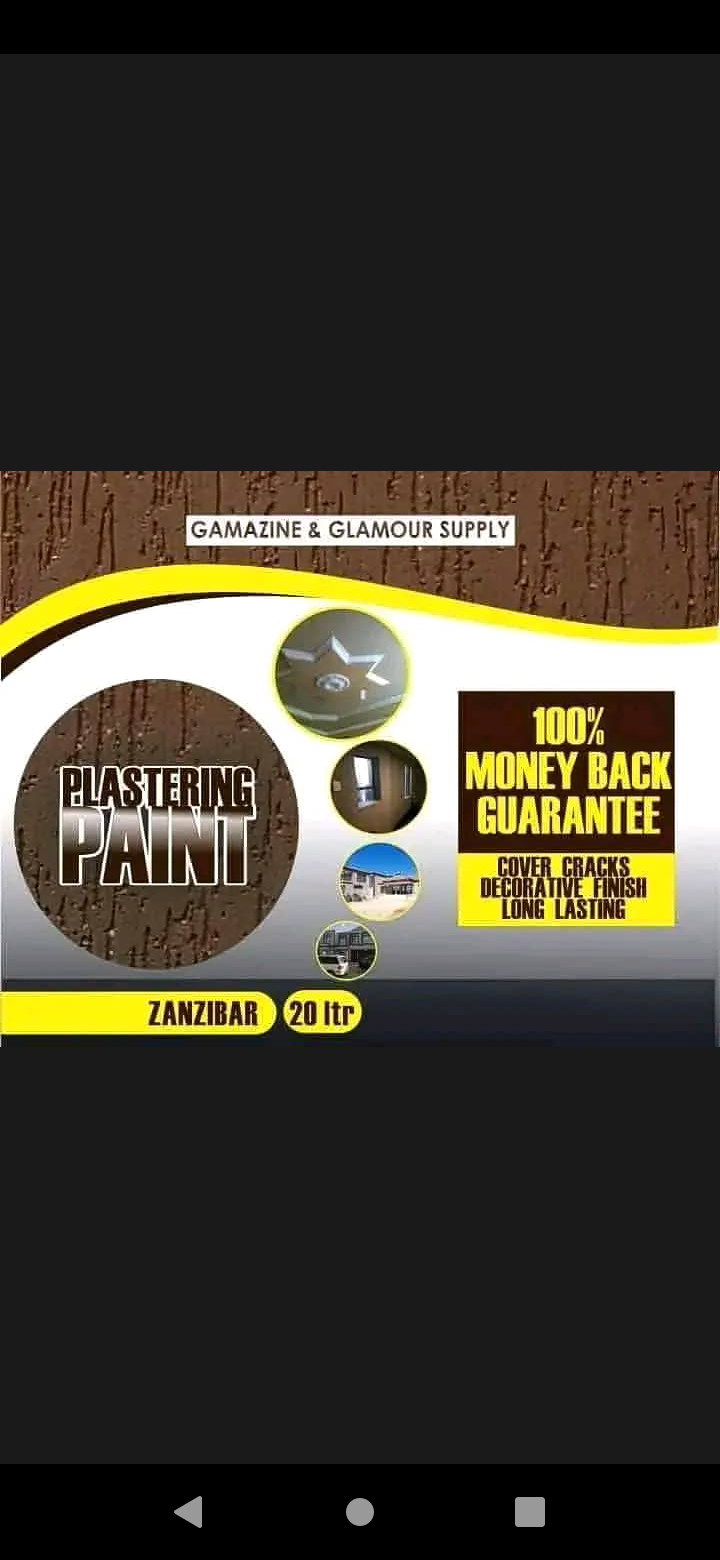 GAMAZINE & GLAMOUR SUPPLY
PLASTERING
PAINT
100%
MONEY BACK
GUARANTEE
COVER CRACKS
DECORATIVE FINISH
LONG LASTING
ZANZIBAR
20 ltr